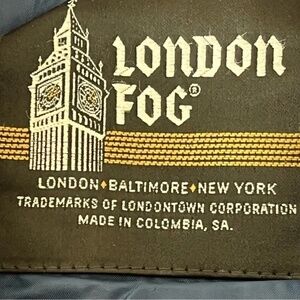 LONDON
FOG®
LONDON♦BALTIMORE♦NEW YORK
TRADEMARKS OF LONDONTOWN CORPORATION
MADE IN COLOMBIA, SA.